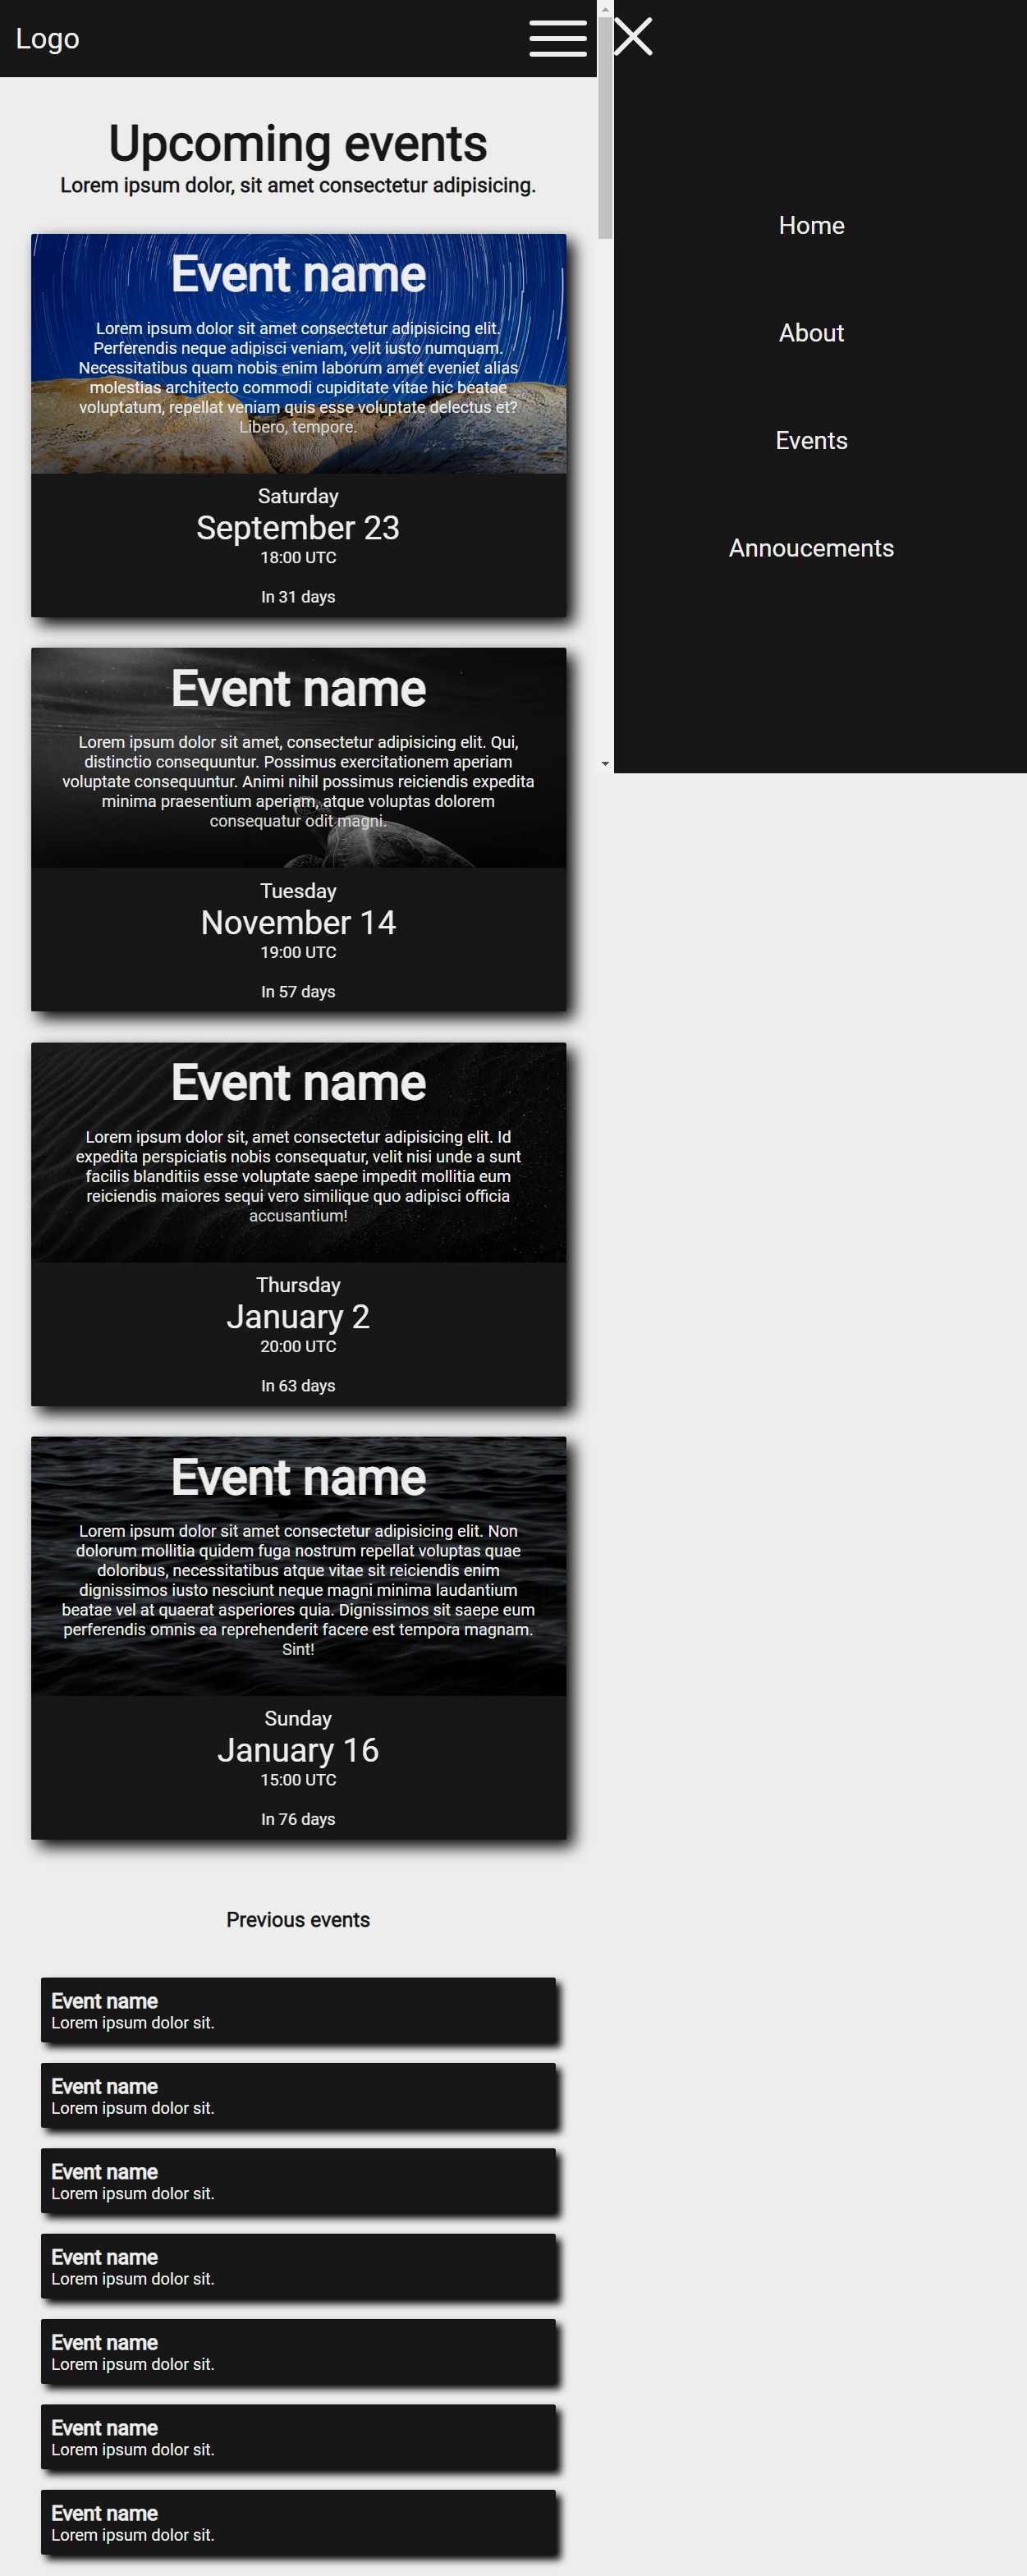 Logo
Upcoming events
Lorem ipsum dolor, sit amet consectetur adipisicing.
Event name
Lorem ipsum dolor sit amet consectetur adipisicing elit.
Perferendis neque adipisci veniam, velit iusto numquam.
Necessitatibus quam nobis enim laborum amet eveniet alias
molestias architecto commodi cupiditate vitae hic beatae
voluptatum, repellat veniam quis esse voluptate delectus et?
Libero, tempore.
Saturday
September 23
18:00 UTC
In 31 days
Event name
Lorem ipsum dolor sit amet, consectetur adipisicing elit. Qui,
distinctio consequuntur. Possimus exercitationem aperiam
voluptate consequuntur. Animi nihil possimus reiciendis expedita
minima praesentium aperiam, atque voluptas dolorem
consequatur odit magni.
Tuesday
November 14
19:00 UTC
In 57 days
Event name
Lorem ipsum dolor sit, amet consectetur adipisicing elit. Id
expedita perspiciatis nobis consequatur, velit nisi unde a sunt
facilis blanditiis esse voluptate saepe impedit mollitia eum
reiciendis maiores sequi vero similique quo adipisci officia
accusantium!
Thursday
January 2
20:00 UTC
In 63 days
Event name
Lorem ipsum dolor sit amet consectetur adipisicing elit. Non
dolorum mollitia quidem fuga nostrum repellat voluptas quae
doloribus, necessitatibus atque vitae sit reiciendis enim
dignissimos iusto nesciunt neque magni minima laudantium
beatae vel at quaerat asperiores quia. Dignissimos sit saepe eum
perferendis omnis ea reprehenderit facere est tempora magnam.
Sint!
Sunday
January 16
15:00 UTC
In 76 days
Previous events
Event name
Lorem ipsum dolor sit.
Event name
Lorem ipsum dolor sit.
Event name
Lorem ipsum dolor sit.
Event name
Lorem ipsum dolor sit.
Event name
Lorem ipsum dolor sit.
Event name
Lorem ipsum dolor sit.
Event name
Lorem ipsum dolor sit.
Home
About
Events
Annoucements